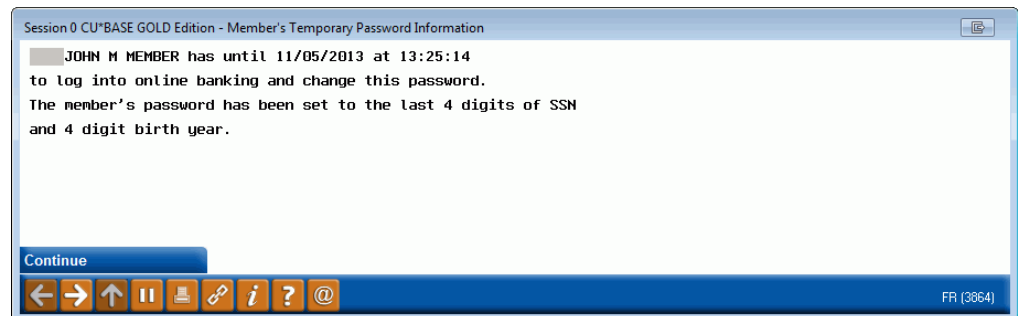 Session 0 CU*BASE GOLD Edition - Member's Temporary Password Information
JOHN M MEMBER has until 11/05/2013 at 13:25:14
to log into online banking and change this password.
The member's password has been set to the last 4 digits of SSN
and 4 digit birth year.
Continue
FR (3864)